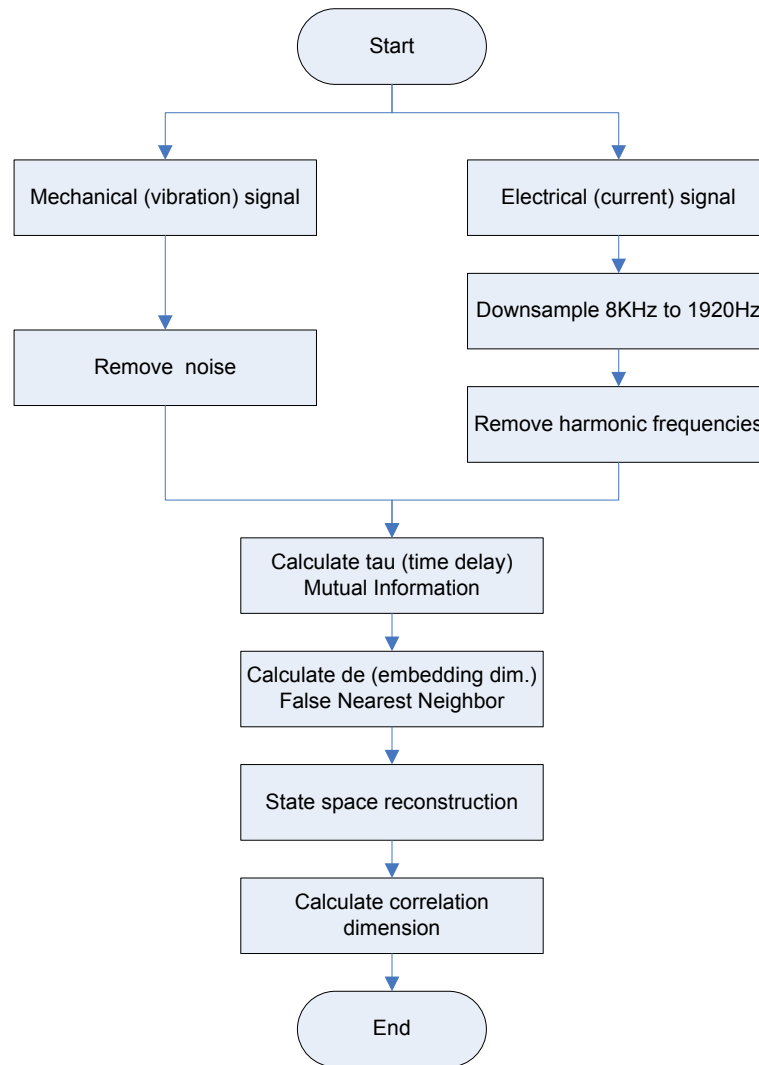 Start
Mechanical (vibration) signal
Electrical (current) signal
Downsample 8KHz to 1920Hz
Remove noise
Remove harmonic frequencies
Calculate tau (time delay)
Mutual Information
Calculate de (embedding dim.)
False Nearest Neighbor
State space reconstruction
Calculate correlation
dimension
End